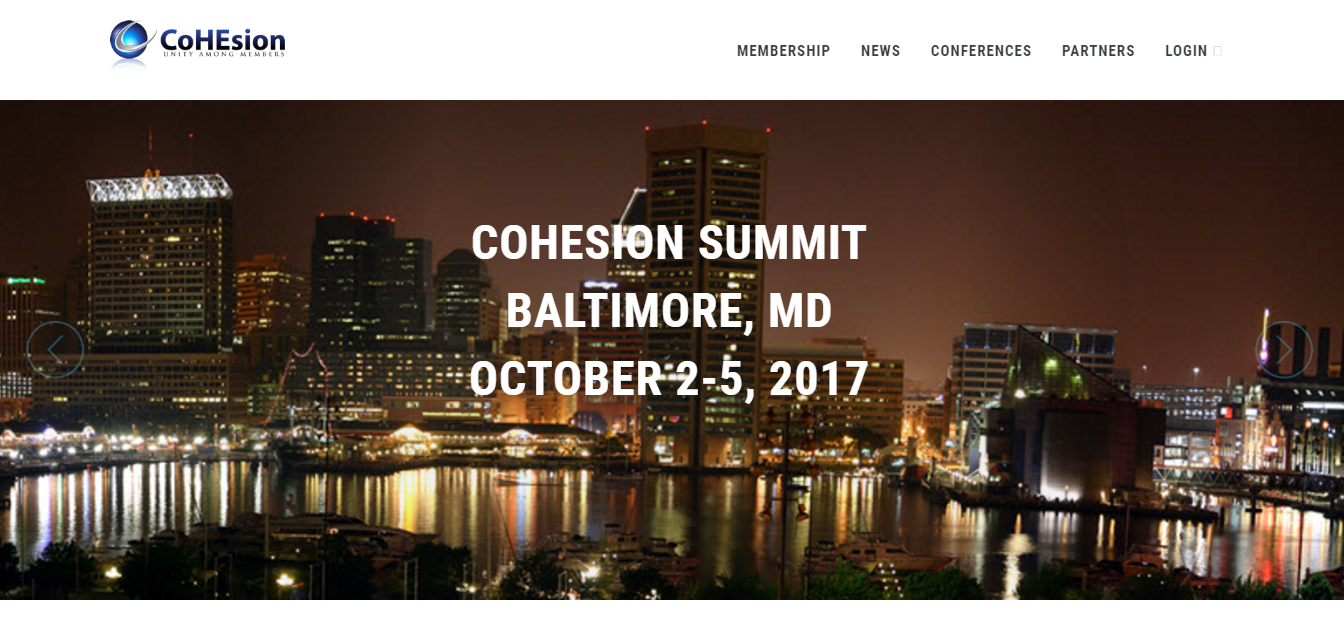 CoHEsion
UNITY AMONG MEMBERS
MEMBERSHIP NEWS CONFERENCES PARTNERS LOGIN
COHESION SUMMIT
BALTIMORE, MD
OCTOBER 2-5, 2017